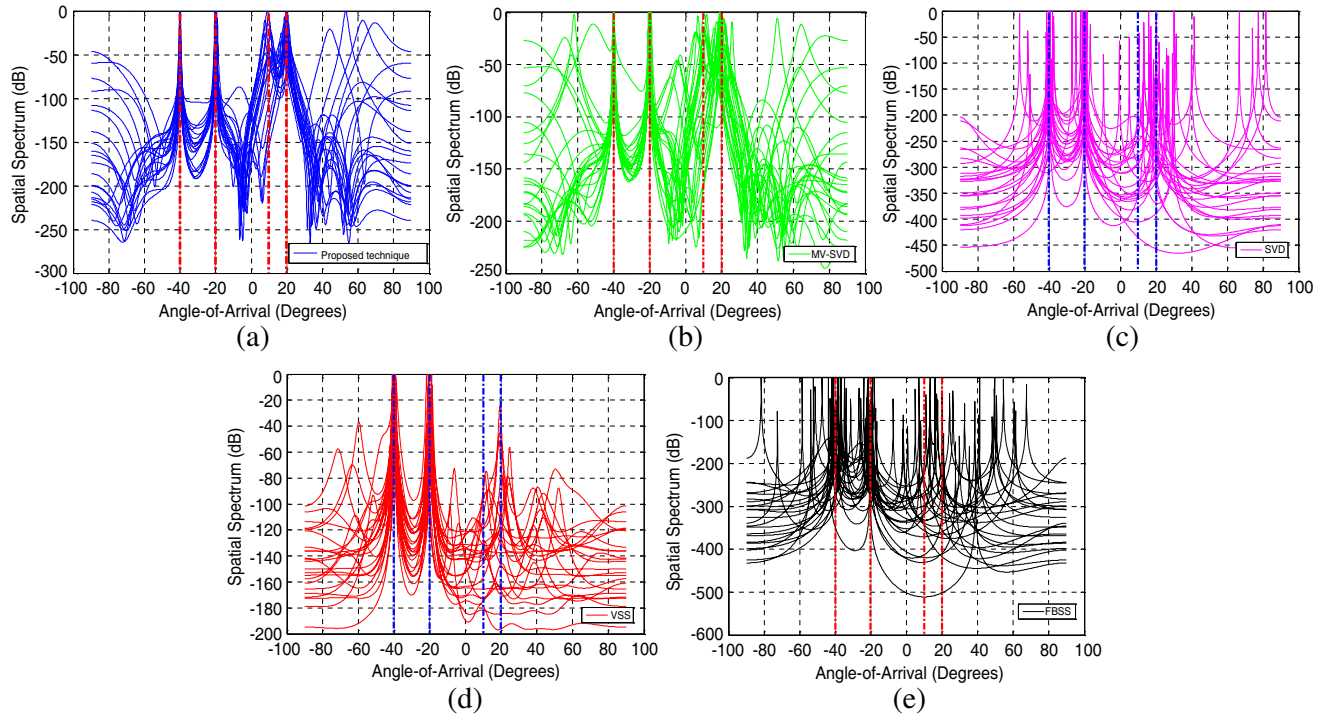 0
-50
-100
-150
-200
-250
-300
-100 -80 -60 -40 -20 0 20 40 60 80 100
Spatial Spectrum (dB)
Angle-of-Arrival (Degrees)
Proposed technique
(a)
0
-50
-100
-150
-200
-250
-100 -80 -60 -40 -20 0 20 40 60 80 100
Spatial Spectrum (dB)
Angle-of-Arrival (Degrees)
MV-SVD
(b)
0
-50
-100
-150
-200
-250
-300
-350
-400
-450
-500
-100 -80 -60 -40 -20 0 20 40 60 80 100
Spatial Spectrum (dB)
Angle-of-Arrival (Degrees)
SVD
(c)
0
-20
-40
-60
-80
-100
-120
-140
-160
-180
-200
-100 -80 -60 -40 -20 0 20 40 60 80 100
Spatial Spectrum (dB)
Angle-of-Arrival (Degrees)
VSS
(d)
0
-100
-200
-300
-400
-500
-600
-100 -80 -60 -40 -20 0 20 40 60 80 100
Spatial Spectrum (dB)
Angle-of-Arrival (Degrees)
FBSS
(e)